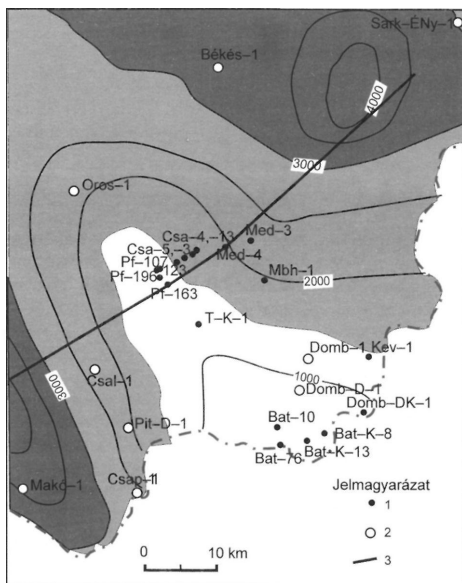 Sark–ÉNy–1
Békés–1
4000
3000
Oros–1
Csa–4,–13
Med–3
Csa–5,–3
Pf–107
Med–4
123
Pf–196
Mbh–1
2000
Pf–163
T–K–1
Domb–1
Kev–1
3000
Csal–1
1000
Domb–D–1
Domb–DK–1
Pit–D–1
Bat–10
Bat–K–8
Bat–76
Bat–K–13
Makó–1
Csap–1
Jelmagyarázat
1
2
3
0 10 km